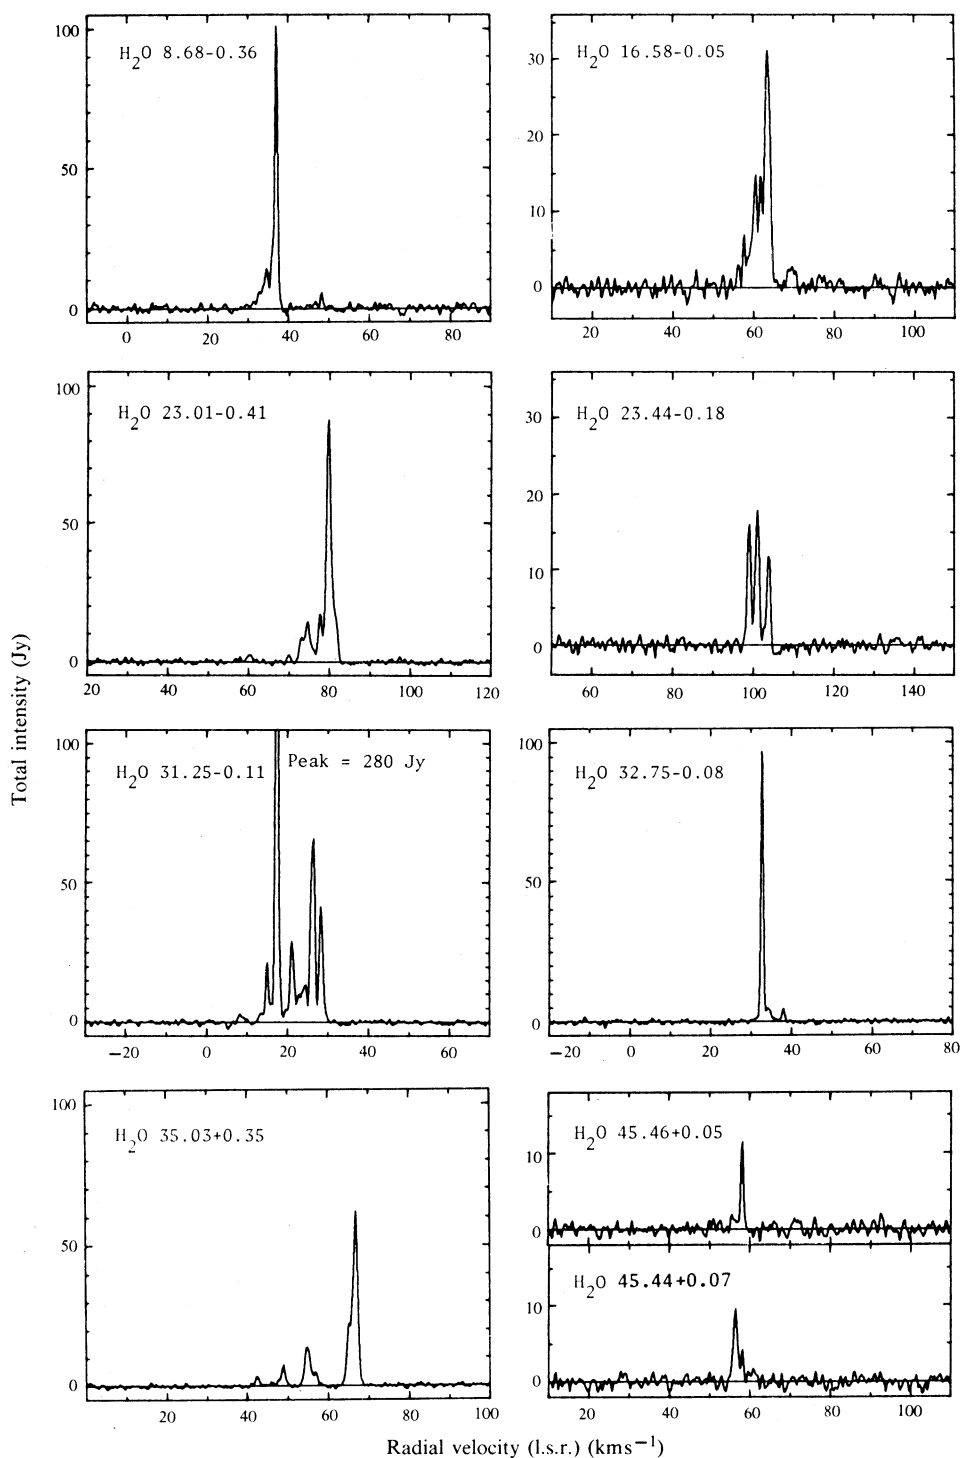 Total intensity (Jy)
H2O 8.68-0.36
100
50
0
0 20 40 60 80
H2O 16.58-0.05
30
20
10
0
20 40 60 80 100
H2O 23.01-0.41
100
50
0
20 40 60 80 100 120
H2O 23.44-0.18
30
20
10
0
60 80 100 120 140
H2O 31.25-0.11 Peak = 280 Jy
100
50
0
−20 0 20 40 60
H2O 32.75-0.08
100
50
0
−20 0 20 40 60 80
H2O 35.03+0.35
100
50
0
20 40 60 80 100
H2O 45.46+0.05
10
0
H2O 45.44+0.07
10
0
20 40 60 80 100
Radial velocity (l.s.r.) (kms−1)